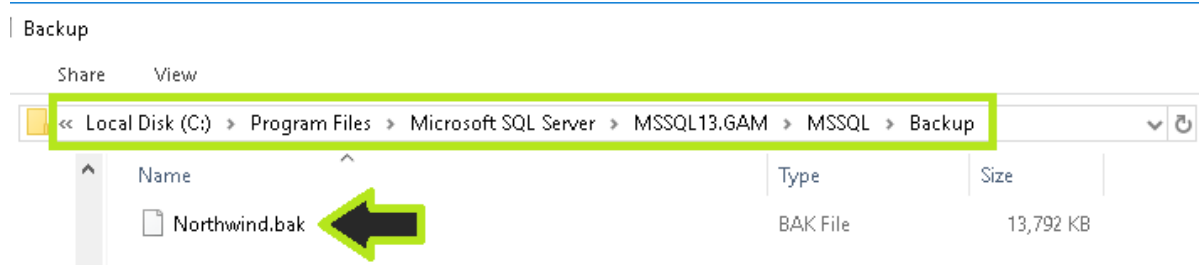 Backup
Share View
« Local Disk (C:) > Program Files > Microsoft SQL Server > MSSQL13.GAM > MSSQL > Backup
Name Type Size
Northwind.bak BAK File 13,792 KB